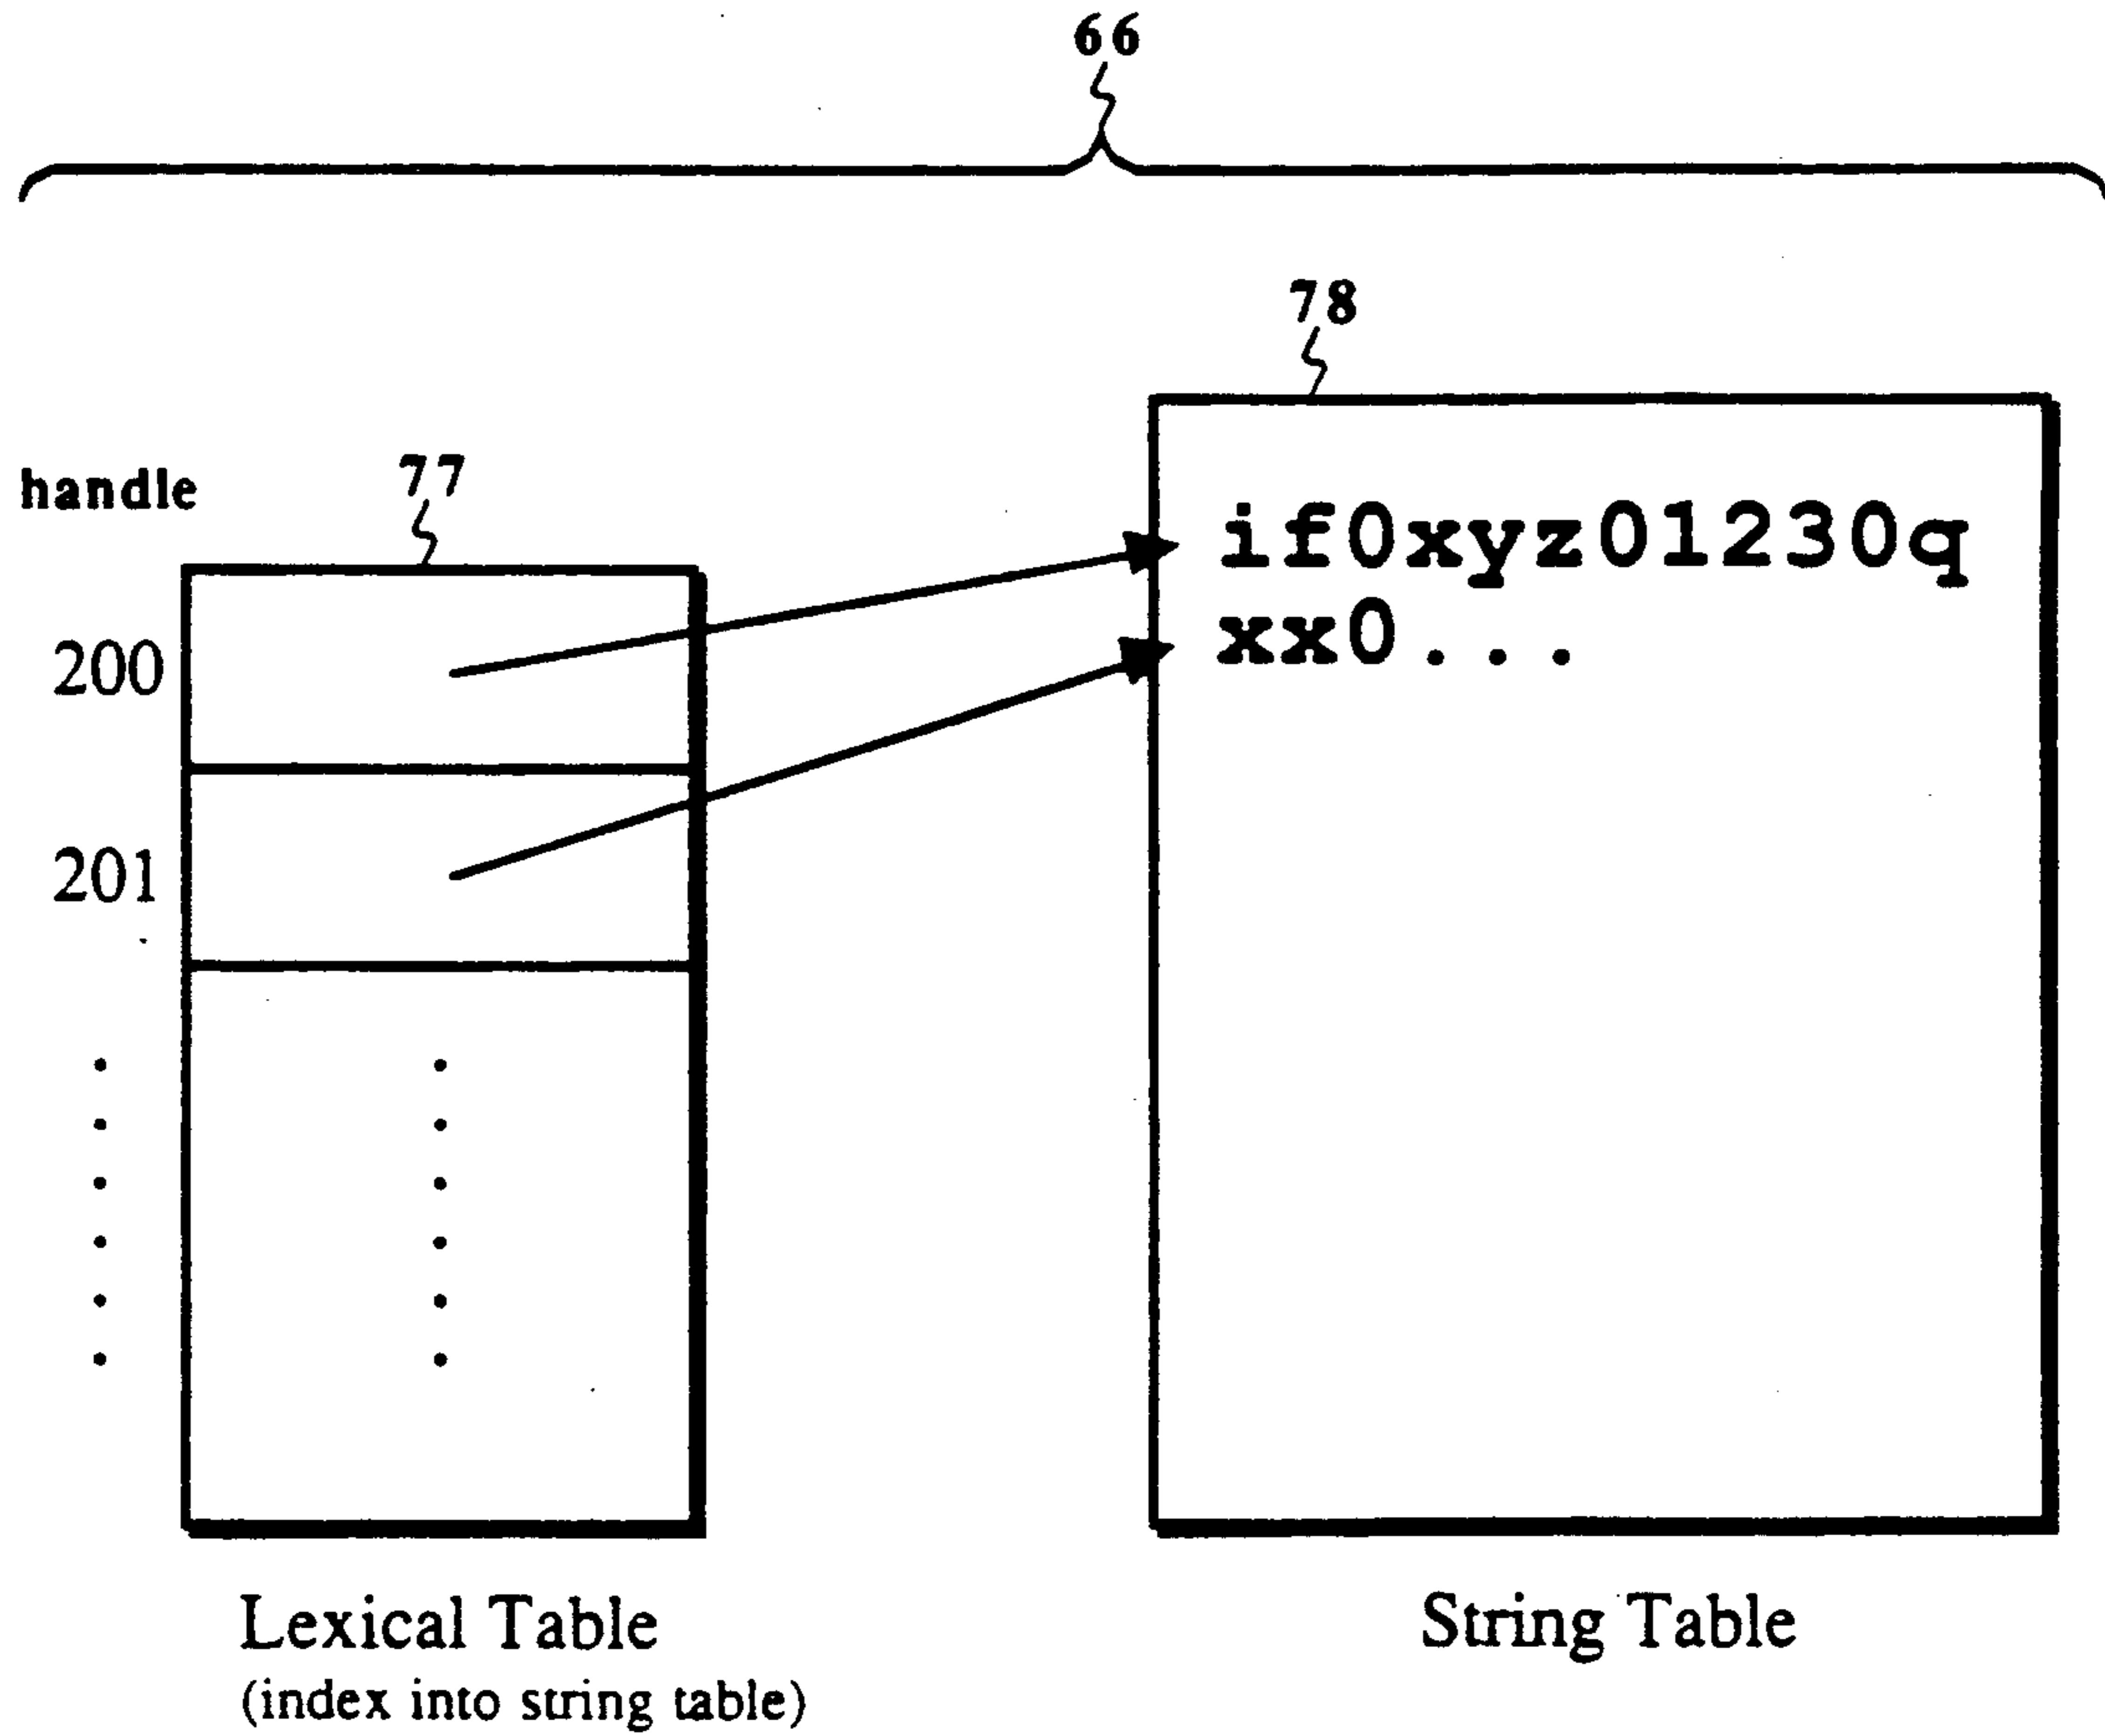 66
78
handle
77
if0xyz01230q
xx0...
200
201
Lexical Table
(index into string table)
String Table